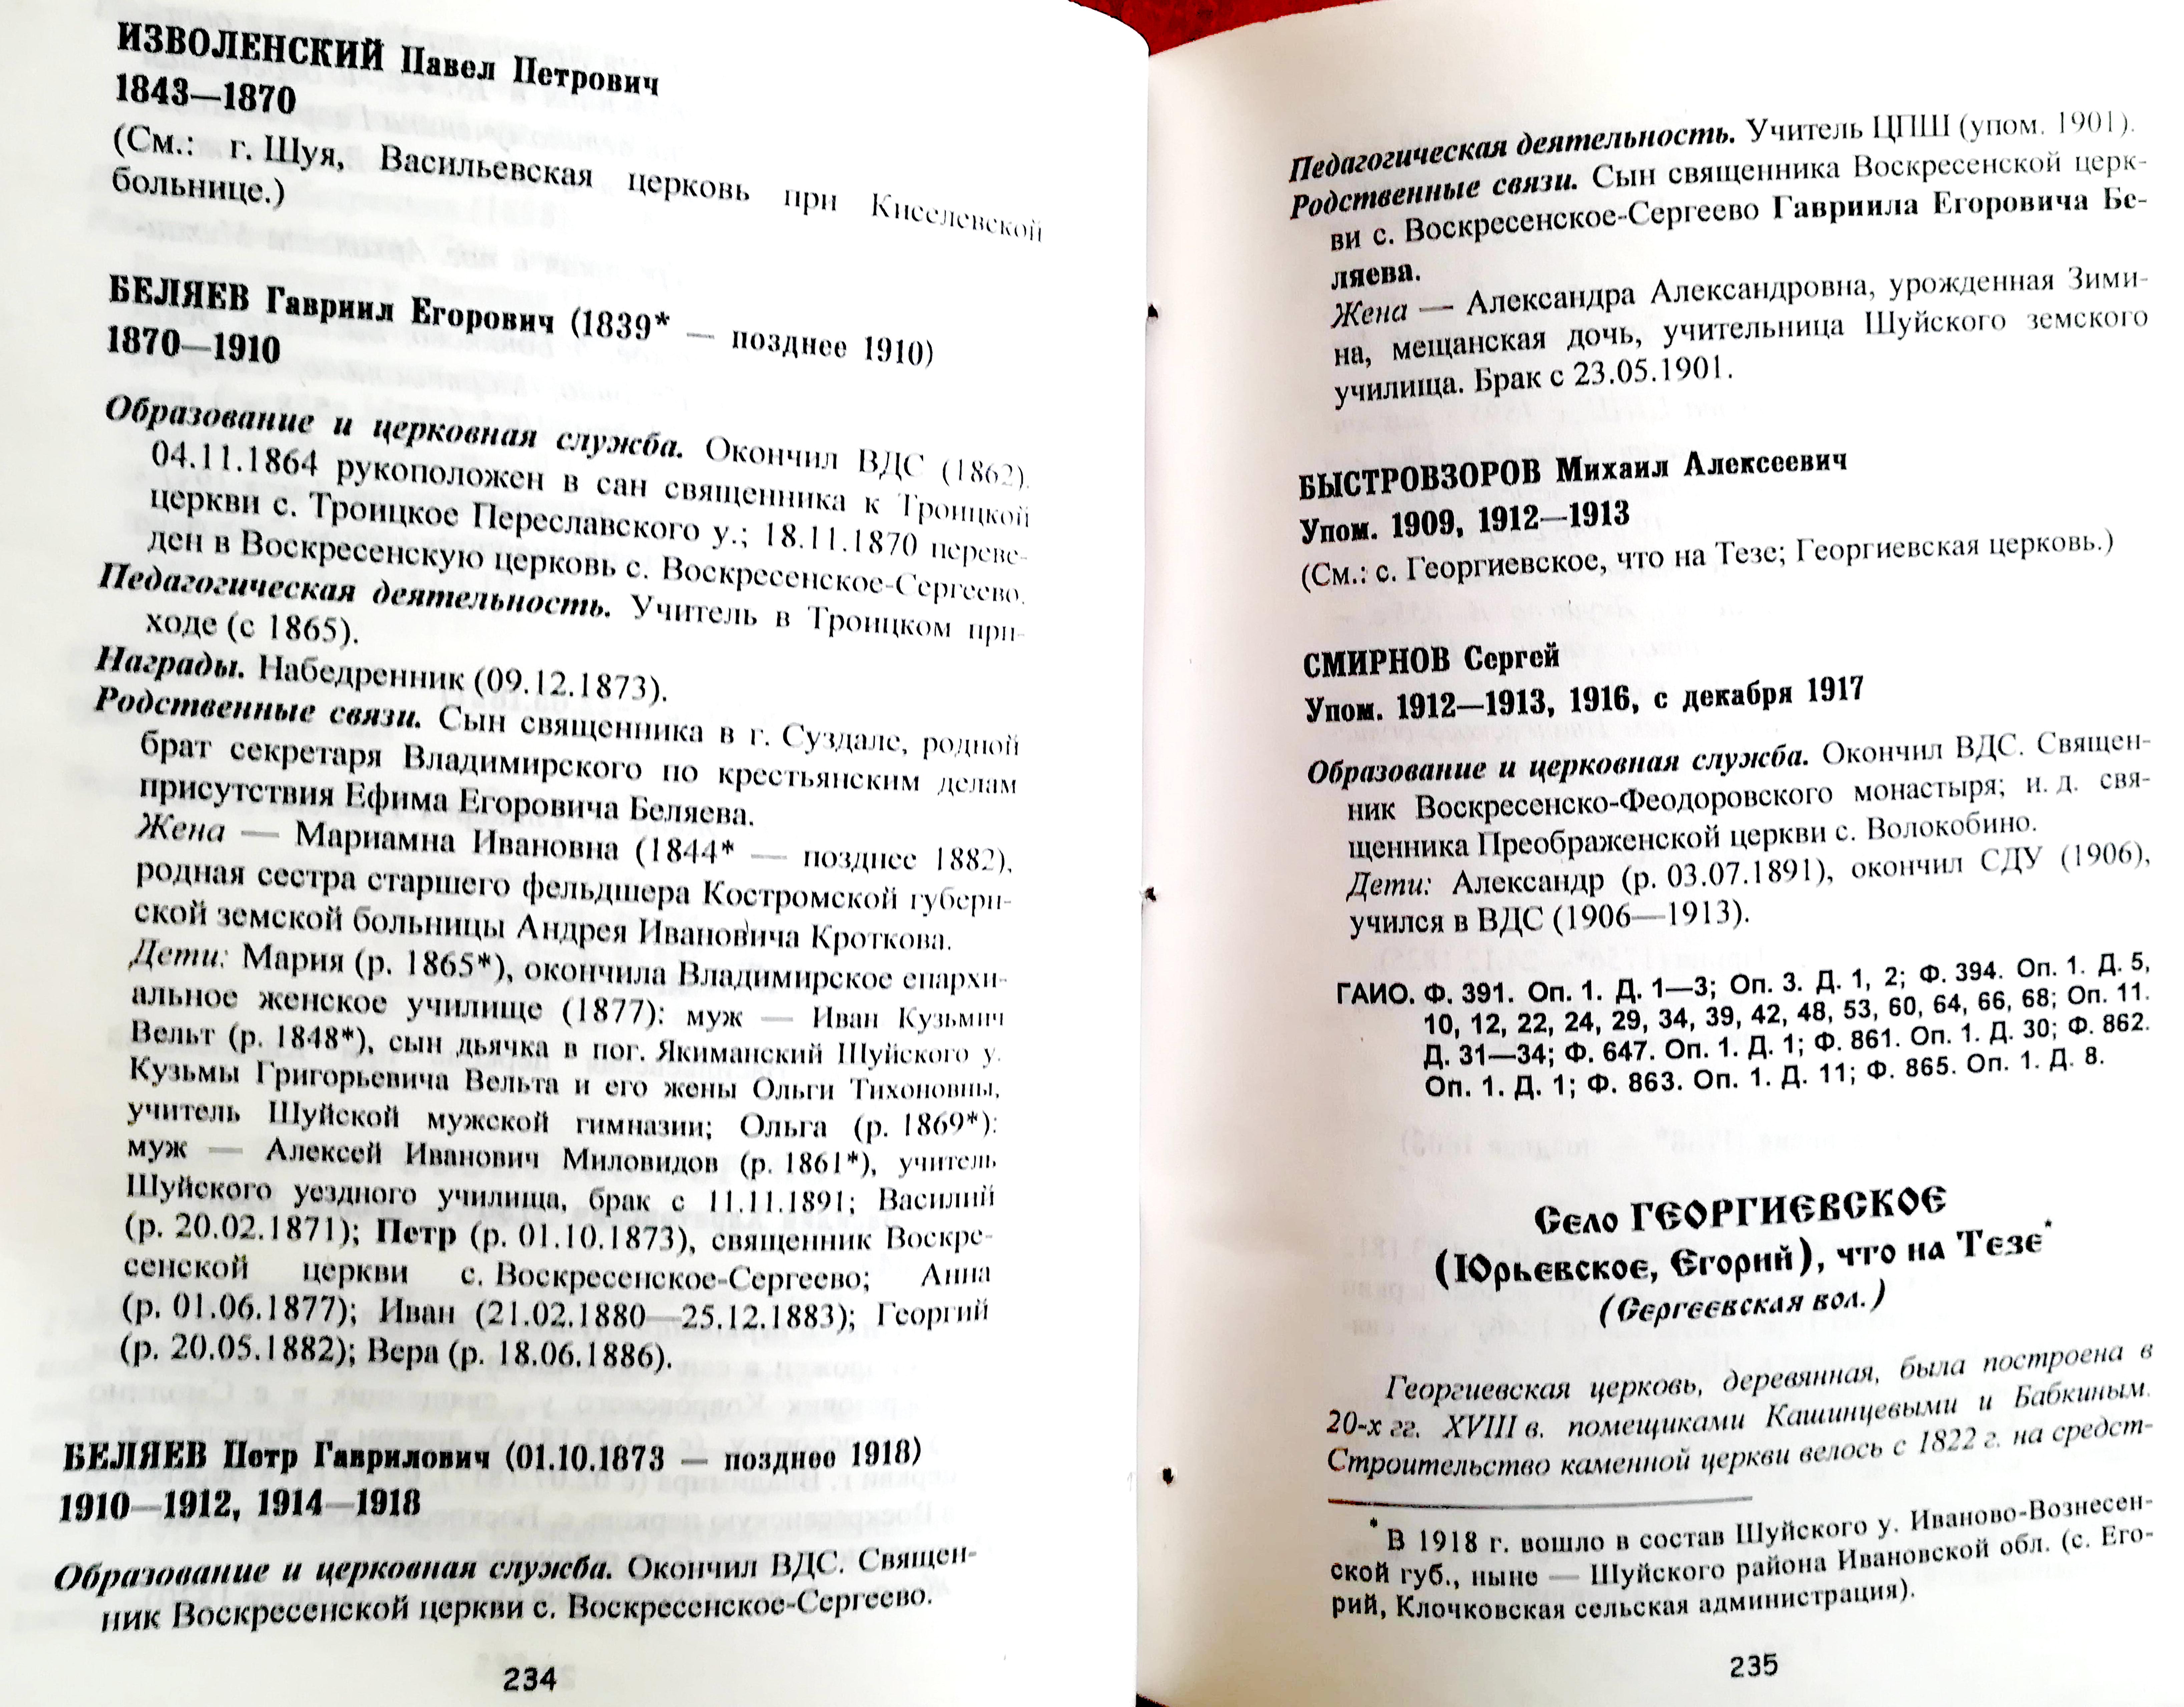 ИЗВОЛЕНСКИЙ Павел Петрович
1843—1870
(См.: г. Шуя, Васильевская церковь при Киселевской
больнице.)
БЕЛЯЕВ Гавриил Егорович (1839* — позднее 1910)
1870—1910
Образование и церковная служба. Окончил ВДС (1862).
04.11.1864 рукоположен в сан священника к Троицкой
церкви с. Троицкое Переславского у.; 18.11.1870 переве-
ден в Воскресенскую церковь с. Воскресенское-Сергеево.
Педагогическая деятельность. Учитель в Троицком при-
ходе (с 1865).
Награды. Набедренник (09.12.1873).
Родственные связи. Сын священника в г. Суздале, родной
брат секретаря Владимирского по крестьянским делам
присутствия Ефима Егоровича Беляева.
Жена — Мариамна Ивановна (1844* — позднее 1882),
родная сестра старшего фельдшера Костромской губерн-
ской земской больницы Андрея Ивановича Кроткова.
Дети: Мария (р. 1865*), окончила Владимирское епархи-
альное женское училище (1877): муж — Иван Кузьмич
Вельт (р. 1848*), сын дьячка в пог. Якиманский Шуйского у.
Кузьмы Григорьевича Вельта и его жены Ольги Тихоновны,
учитель Шуйской мужской гимназии; Ольга (р. 1869*):
муж — Алексей Иванович Миловидов (р. 1861*), учитель
Шуйского уездного училища, брак с 11.11.1891; Василий
(р. 20.02.1871); Петр (р. 01.10.1873), священник Воскре-
сенской церкви с. Воскресенское-Сергеево; Анна
(р. 01.06.1877); Иван (21.02.1880—25.12.1883); Георгий
(р. 20.05.1882); Вера (р. 18.06.1886).
БЕЛЯЕВ Петр Гаврилович (01.10.1873 — позднее 1918)
1910—1912, 1914—1918
Образование и церковная служба. Окончил ВДС. Священ-
ник Воскресенской церкви с. Воскресенское-Сергеево.
234
Педагогическая деятельность. Учитель ЦПШ (упом. 1901).
Родственные связи. Сын священника Воскресенской церк-
ви с. Воскресенское-Сергеево Гавриила Егоровича Бе-
ляева.
Жена — Александра Александровна, урожденная Зими-
на, мещанская дочь, учительница Шуйского земского
училища. Брак с 23.05.1901.
БЫСТРОВЗОРОВ Михаил Алексеевич
Упом. 1909, 1912—1913
(См.: с. Георгиевское, что на Тезе; Георгиевская церковь.)
СМИРНОВ Сергей
Упом. 1912—1913, 1916, с декабря 1917
Образование и церковная служба. Окончил ВДС. Священ-
ник Воскресенско-Феодоровского монастыря; и. д. свя-
щенника Преображенской церкви с. Волокобино.
Дети: Александр (р. 03.07.1891), окончил СДУ (1906),
учился в ВДС (1906—1913).
ГАИО. Ф. 391. Оп. 1. Д. 1—3; Оп. 3. Д. 1, 2; Ф. 394. Оп. 1. Д. 5,
10, 12, 22, 24, 29, 34, 39, 42, 48, 53, 60, 64, 66, 68; Оп. 11.
Д. 31—34; Ф. 647. Оп. 1. Д. 1; Ф. 861. Оп. 1. Д. 30; Ф. 862.
Оп. 1. Д. 1; Ф. 863. Оп. 1. Д. 11; Ф. 865. Оп. 1. Д. 8.
Село ГЕОРГИЕВСКОЕ
(Юрьевское, Егорий), что на Тезе*
(Сергеевская вол.)
Георгиевская церковь, деревянная, была построена в
20-х гг. XVIII в. помещиками Кашинцевыми и Бабкиным.
Строительство каменной церкви велось с 1822 г. на средст-
* В 1918 г. вошло в состав Шуйского у. Иваново-Вознесен-
ской губ., ныне — Шуйского района Ивановской обл. (с. Его-
рий, Клочковская сельская администрация).
235